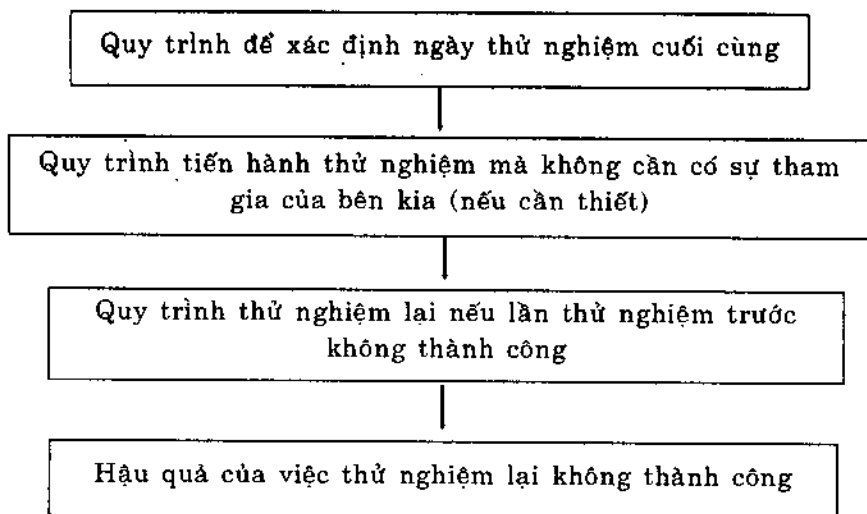 Quy trình để xác định ngày thử nghiệm cuối cùng
Quy trình tiến hành thử nghiệm mà không cần có sự tham
gia của bên kia (nếu cần thiết)
Quy trình thử nghiệm lại nếu lần thử nghiệm trước
không thành công
Hậu quả của việc thử nghiệm lại không thành công